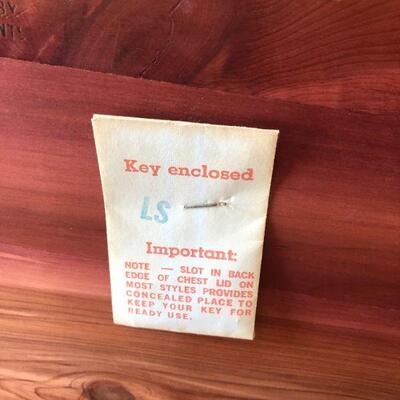 BY
Key enclosed
LS
Important:
NOTE — SLOT IN BACK
EDGE OF CHEST LID ON
MOST STYLES PROVIDES
CONCEALED PLACE TO
KEEP YOUR KEY FOR
READY USE.